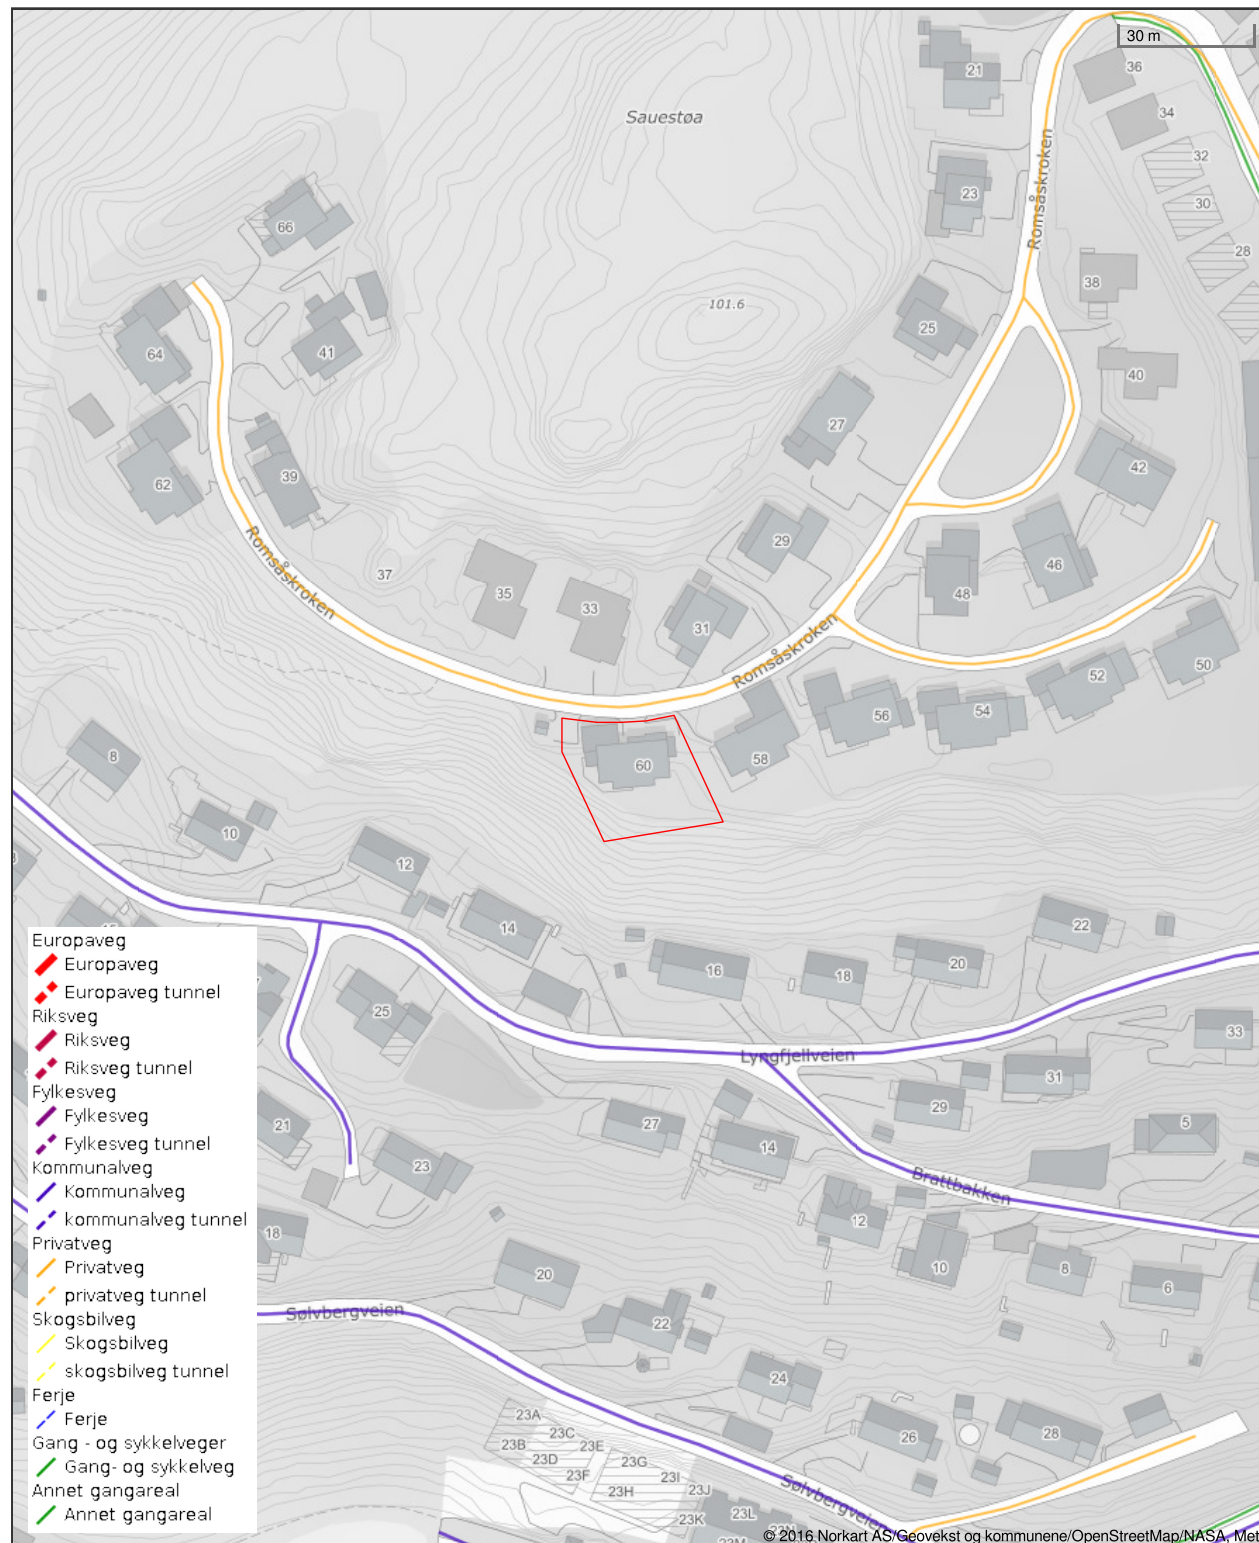 30 m
21
36
34
Sauestøa
32
23
30
66
Romsåskroken
28
38
101.6
25
64
41
40
27
42
62
39
29
46
Romsåskroken
37
35
33
48
31
Romsåskroken
50
52
56
54
8
60
58
10
12
14
22
16
18
20
25
33
Lyngfjellveien
31
29
21
27
5
14
23
Brattbakken
12
18
10
8
20
6
Sølvbergveien
22
24
23A
23C
23B
23E
26
28
23D
23G
23F
23I
23H
23J
Sølvbergveien
23K
23L
Europaveg
Europaveg
Europaveg tunnel
Riksveg
Riksveg
Riksveg tunnel
Fylkesveg
Fylkesveg
Fylkesveg tunnel
Kommunalveg
Kommunalveg
kommunalveg tunnel
Privatveg
Privatveg
privatveg tunnel
Skogsbilveg
Skogsbilveg
skogsbilveg tunnel
Ferje
Ferje
Gang - og sykkelveger
Gang- og sykkelveg
Annet gangareal
Annet gangareal
© 2016 Norkart AS/Geovekst og kommunene/OpenStreetMap/NASA, Met